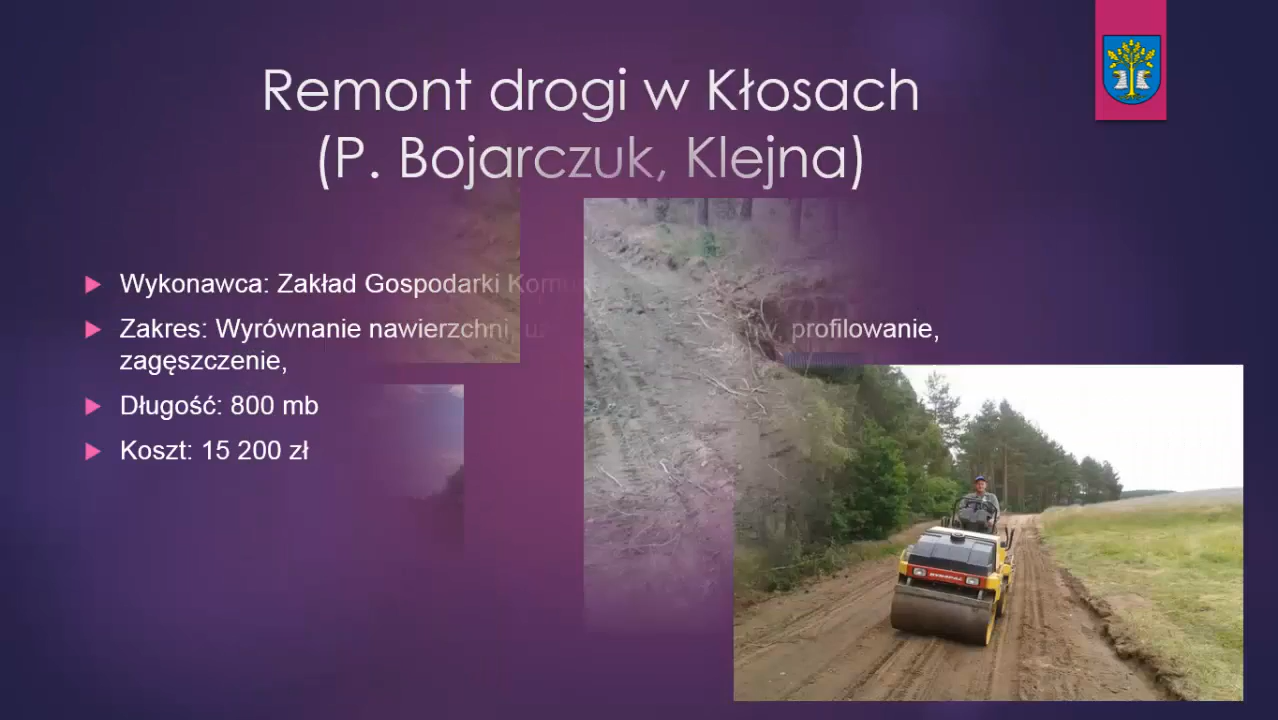 Remont drogi w Kłosach
(P. Bojarczuk, Klejna)
Wykonawca: Zakład Gospodarki
Zakres: Wyrównanie nawierzchni, profilowanie,
zagęszczenie,
Długość: 800 mb
Koszt: 15 200 zł